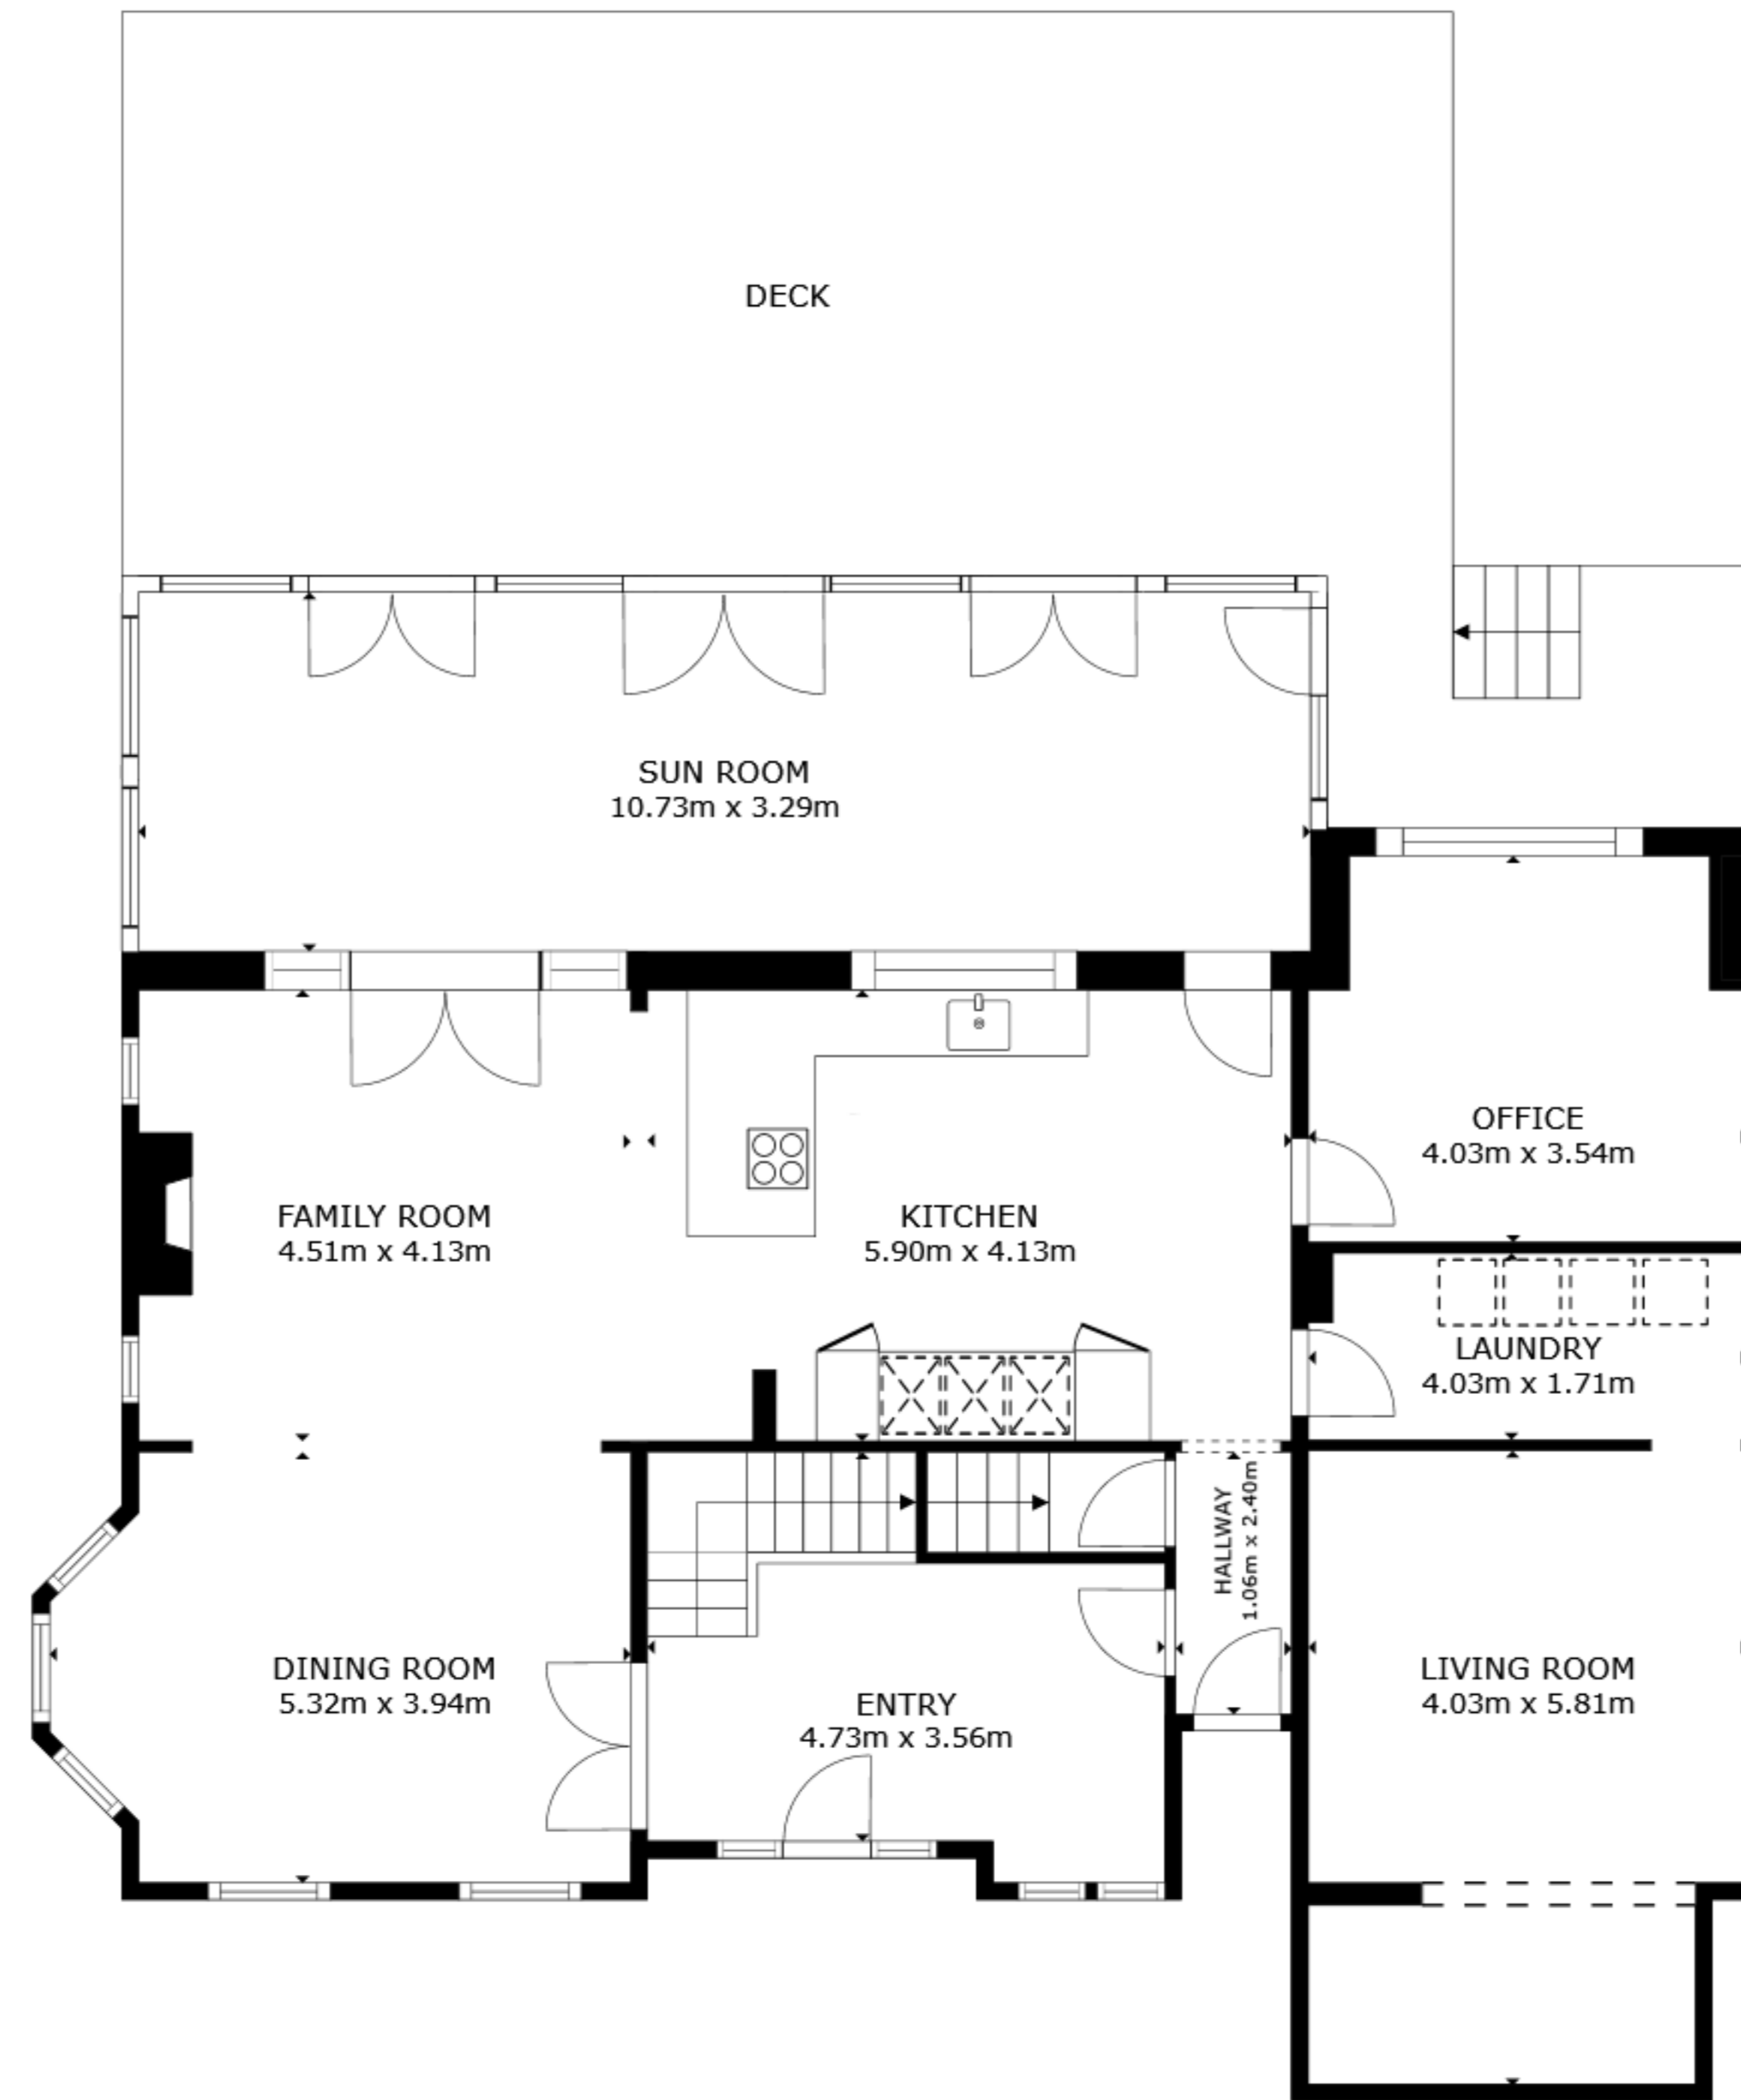 DECK
SUN ROOM
10.73m x 3.29m
OFFICE
4.03m x 3.54m
FAMILY ROOM
4.51m x 4.13m
KITCHEN
5.90m x 4.13m
LAUNDRY
4.03m x 1.71m
HALLWAY
1.06m x 2.40m
DINING ROOM
5.32m x 3.94m
ENTRY
4.73m x 3.56m
LIVING ROOM
4.03m x 5.81m